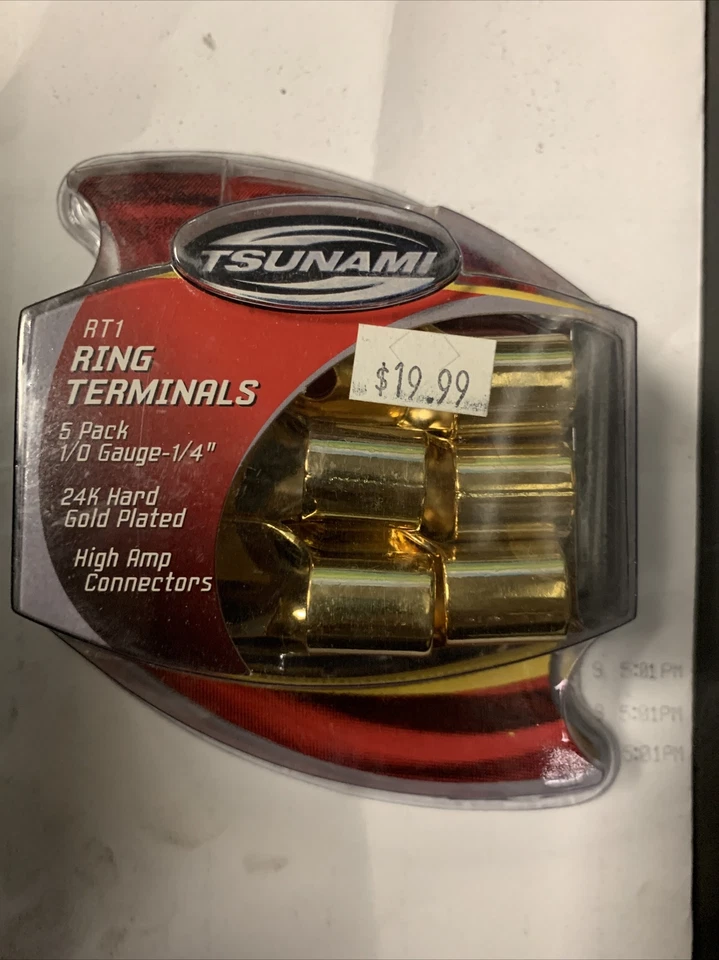 TSUNAMI
RT1
RING
TERMINALS
$19.99
5 Pack
1/0 Gauge-1/4"
24K Hard
Gold Plated
High Amp
Connectors
5:01PM
5:01PM
5:01PM